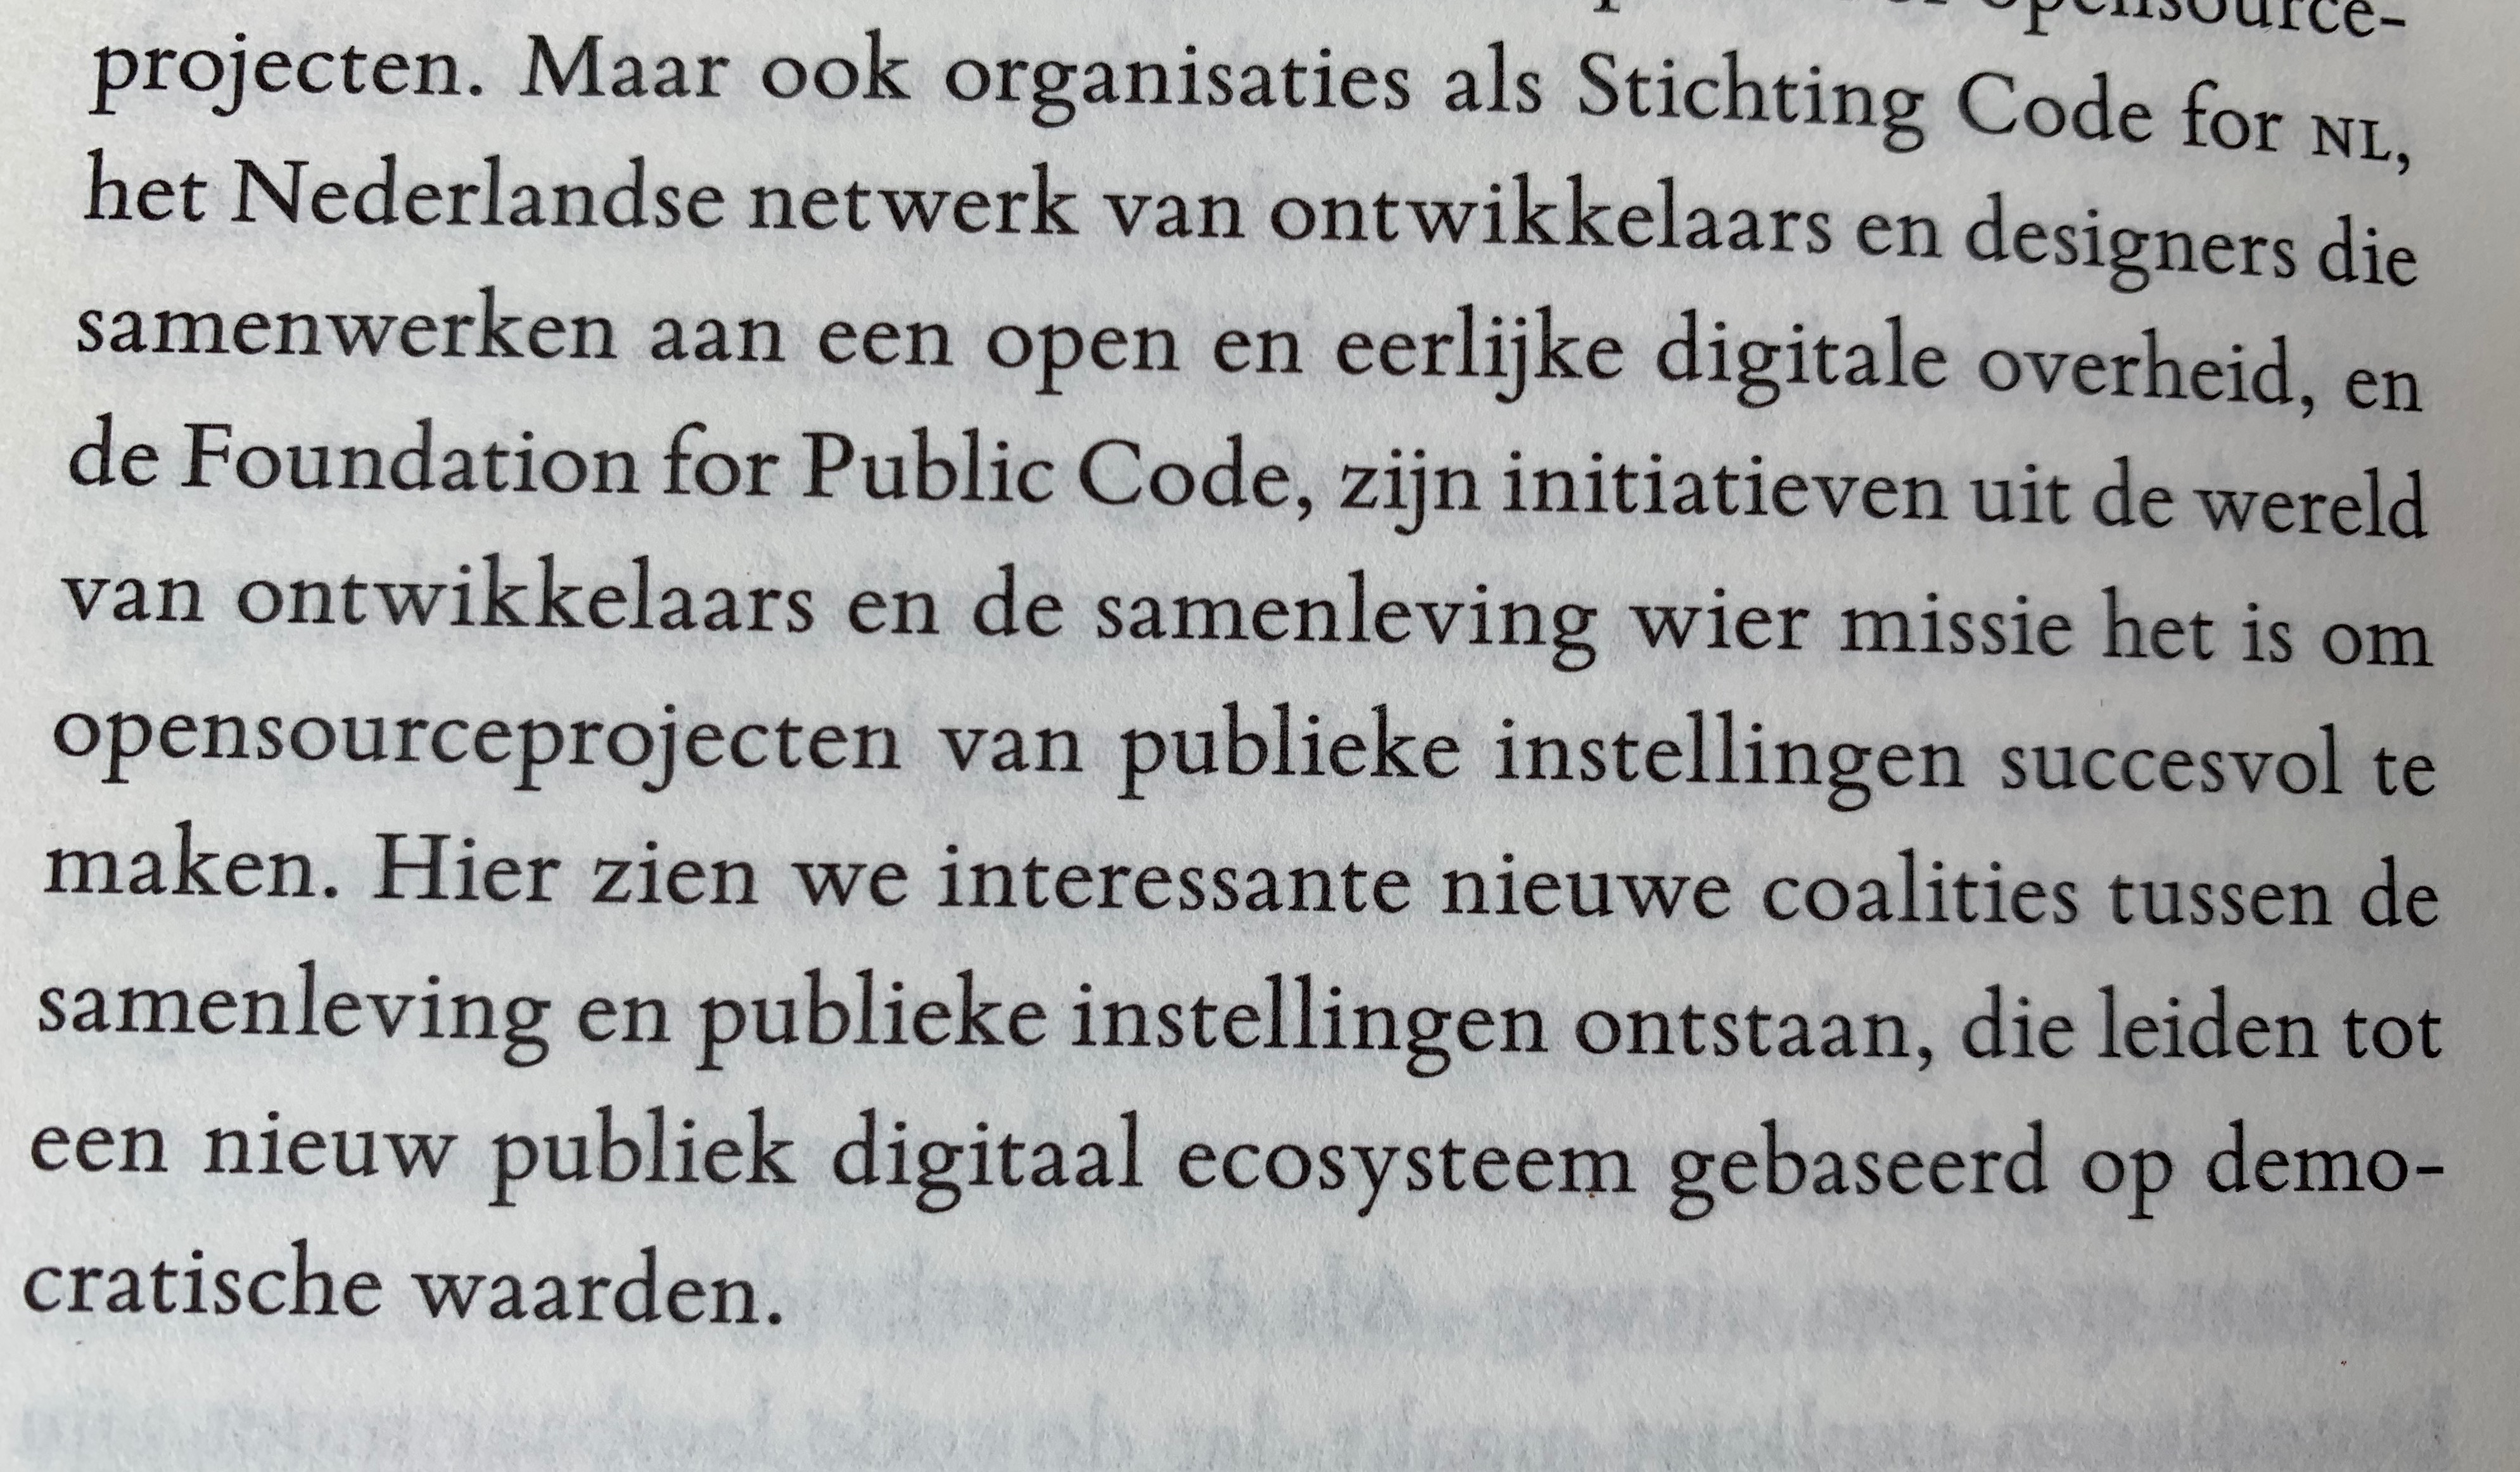 opensource-
projecten. Maar ook organisaties als Stichting Code for NL,
het Nederlandse netwerk van ontwikkelaars en designers die
samenwerken aan een open en eerlijke digitale overheid, en
de Foundation for Public Code, zijn initiatieven uit de wereld
van ontwikkelaars en de samenleving wier missie het is om
opensourceprojecten van publieke instellingen succesvol te
maken. Hier zien we interessante nieuwe coalities tussen de
samenleving en publieke instellingen ontstaan, die leiden tot
een nieuw publiek digitaal ecosysteem gebaseerd op demo-
cratische waarden.